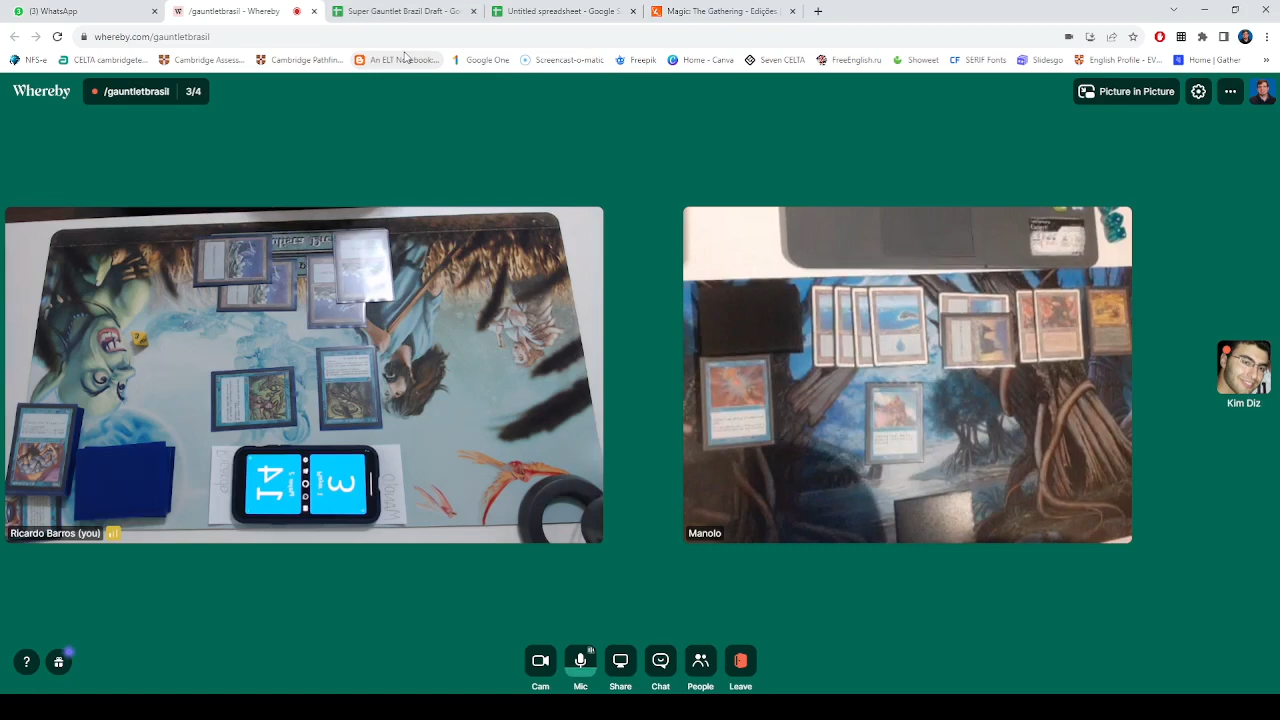 (3) WhatsApp
/gauntletbrasil - Whereby
Super Gauntlet Brazil Draft - Go
Untitled spreadsheet - Google S
Magic: The Gathering - Edições
whereby.com/gauntletbrasil
NFS-e
CELTA cambridgete...
Cambridge Assess...
Cambridge Pathfin...
An ELT Notebook:...
Gamme One
Screencast-o-matic
Freepik
Home - Canva
Seven CELTA
FreeEnglish.ru
Showeet
CF SERIF Fonts
Slidesgo
English Profile - EV...
Home | Gather
Whereby
/gauntletbrasil
3/4
Picture in Picture
14
3
Ricardo Barros (you)
Manolo
Kim Diz
?
Cam
Mic
Share
Chat
People
Leave